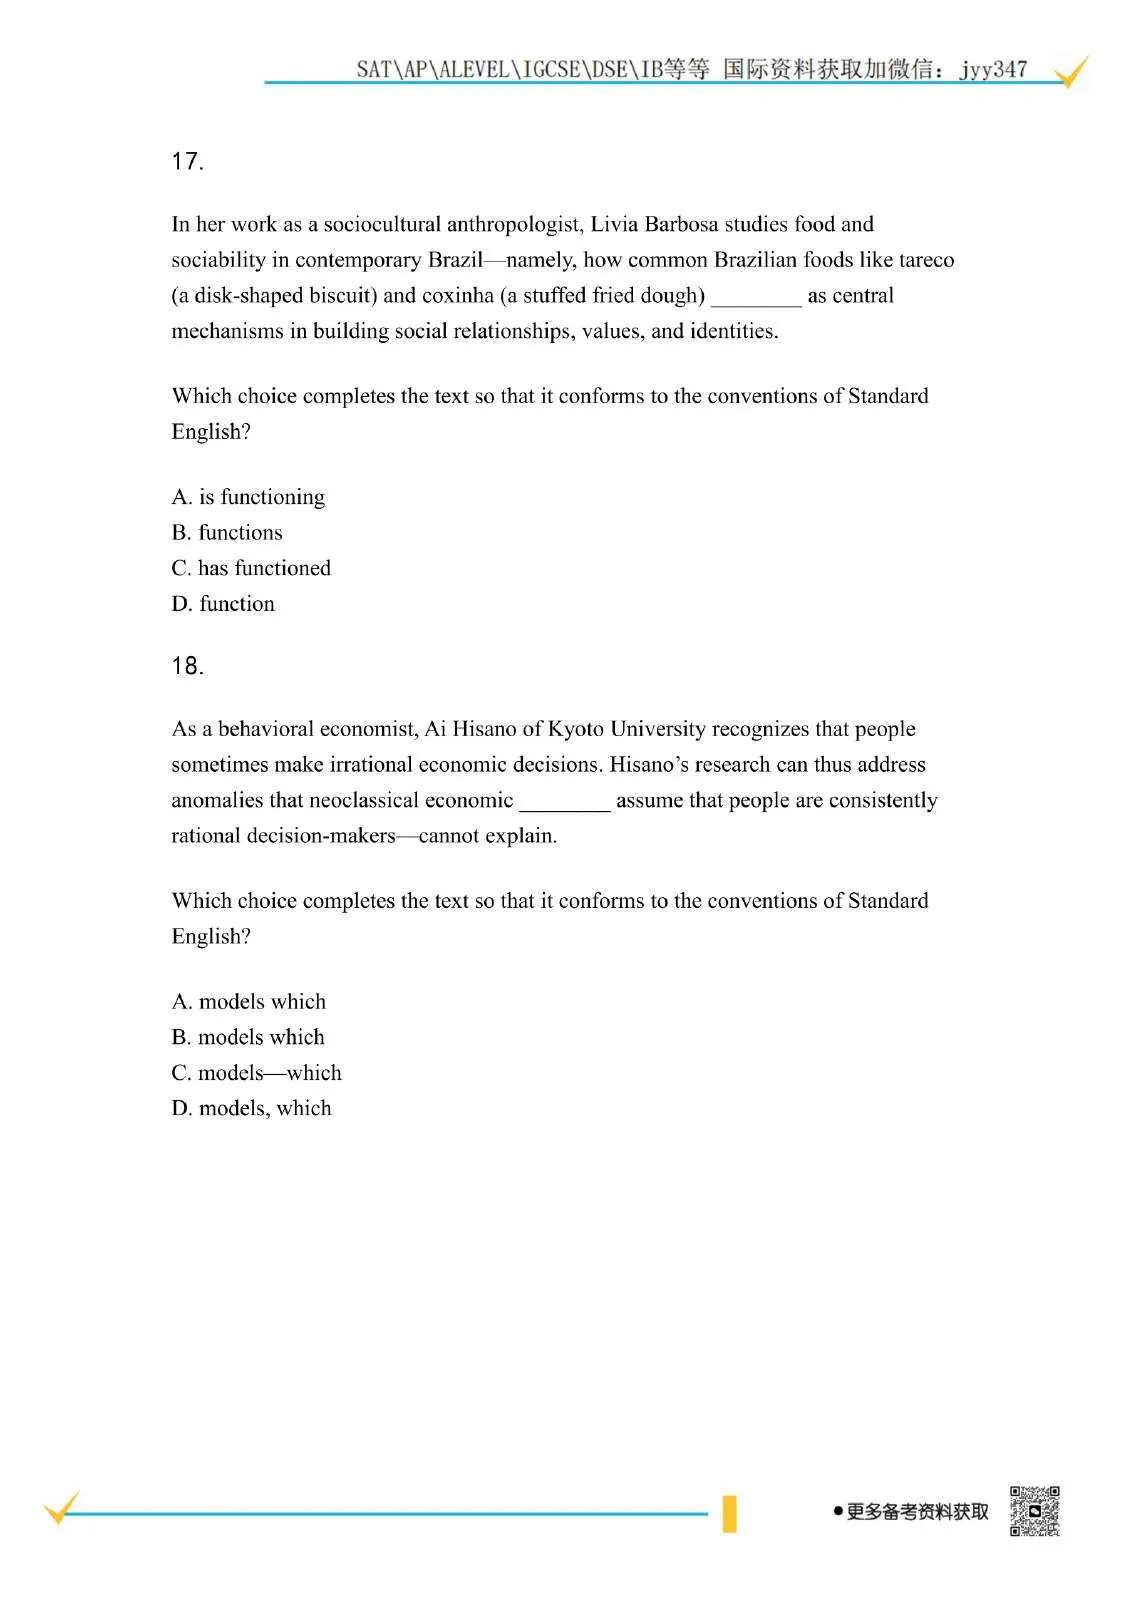 SAT\AP\ALEVEL\IGCSE\DSE\IB等等 国际资料获取加微信：jyy347
17.
In her work as a sociocultural anthropologist, Livia Barbosa studies food and
sociability in contemporary Brazil—namely, how common Brazilian foods like tareco
(a disk-shaped biscuit) and coxinha (a stuffed fried dough) ________ as central
mechanisms in building social relationships, values, and identities.
Which choice completes the text so that it conforms to the conventions of Standard
English?
A. is functioning
B. functions
C. has functioned
D. function
18.
As a behavioral economist, Ai Hisano of Kyoto University recognizes that people
sometimes make irrational economic decisions. Hisano’s research can thus address
anomalies that neoclassical economic ________ assume that people are consistently
rational decision-makers—cannot explain.
Which choice completes the text so that it conforms to the conventions of Standard
English?
A. models which
B. models which
C. models—which
D. models, which
●更多备考资料获取